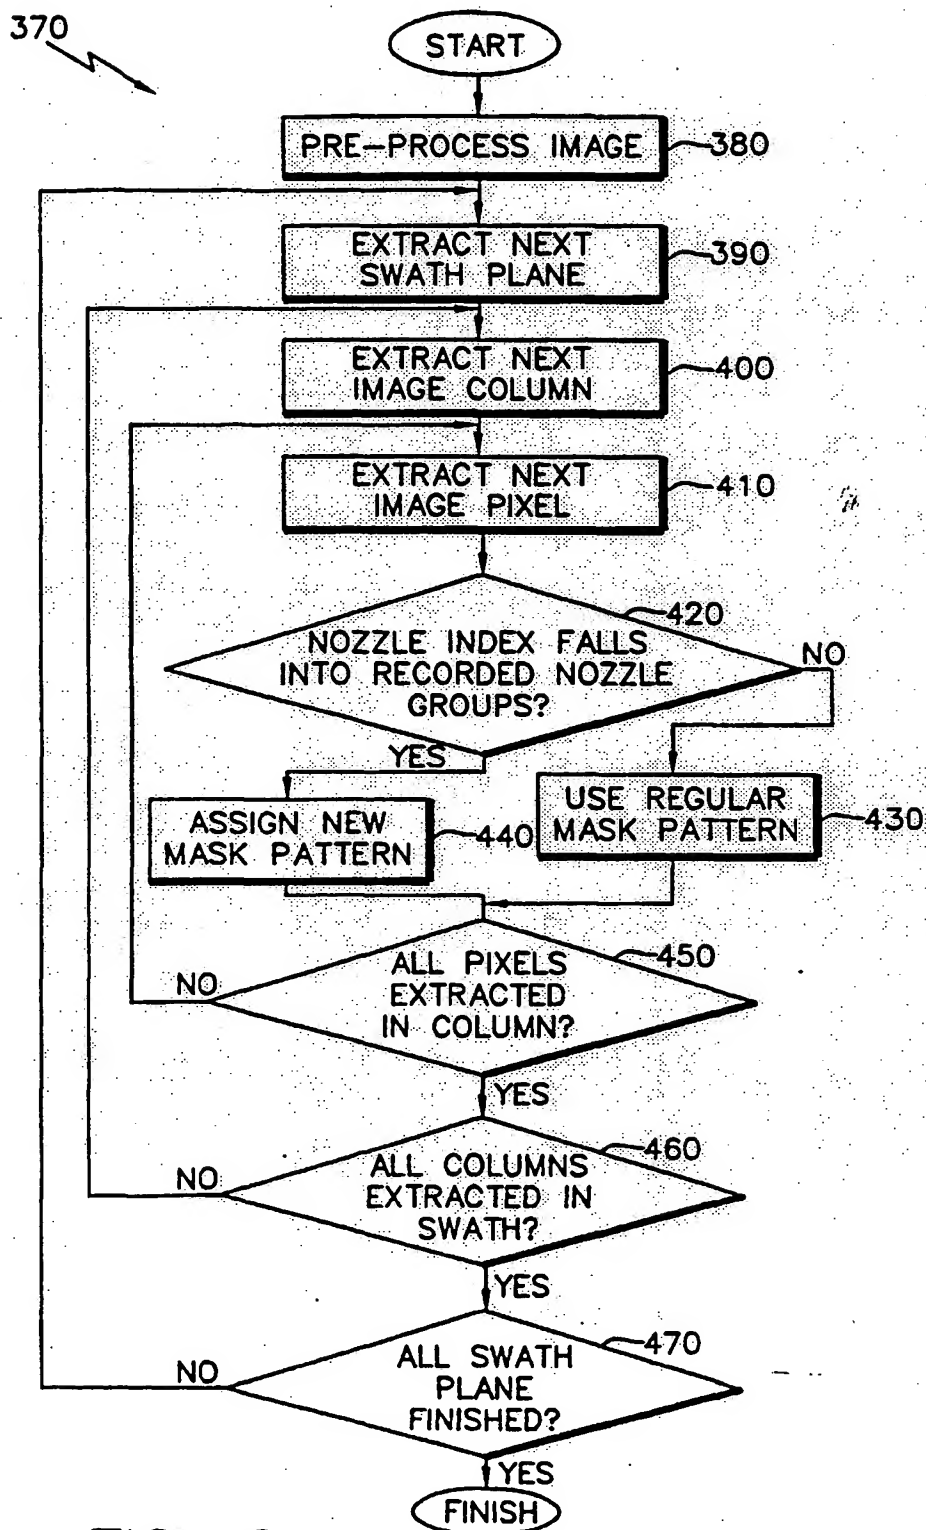 370
START
PRE-PROCESS IMAGE
380
EXTRACT NEXT
SWATH PLANE
390
EXTRACT NEXT
IMAGE COLUMN
400
EXTRACT NEXT
IMAGE PIXEL
410
420
NOZZLE INDEX FALLS
INTO RECORDED NOZZLE
GROUPS?
NO
YES
ASSIGN NEW
MASK PATTERN
440
USE REGULAR
MASK PATTERN
430
450
ALL PIXELS
EXTRACTED
IN COLUMN?
NO
YES
460
ALL COLUMNS
EXTRACTED IN
SWATH?
NO
YES
470
ALL SWATH
PLANE
FINISHED?
NO
YES
FINISH